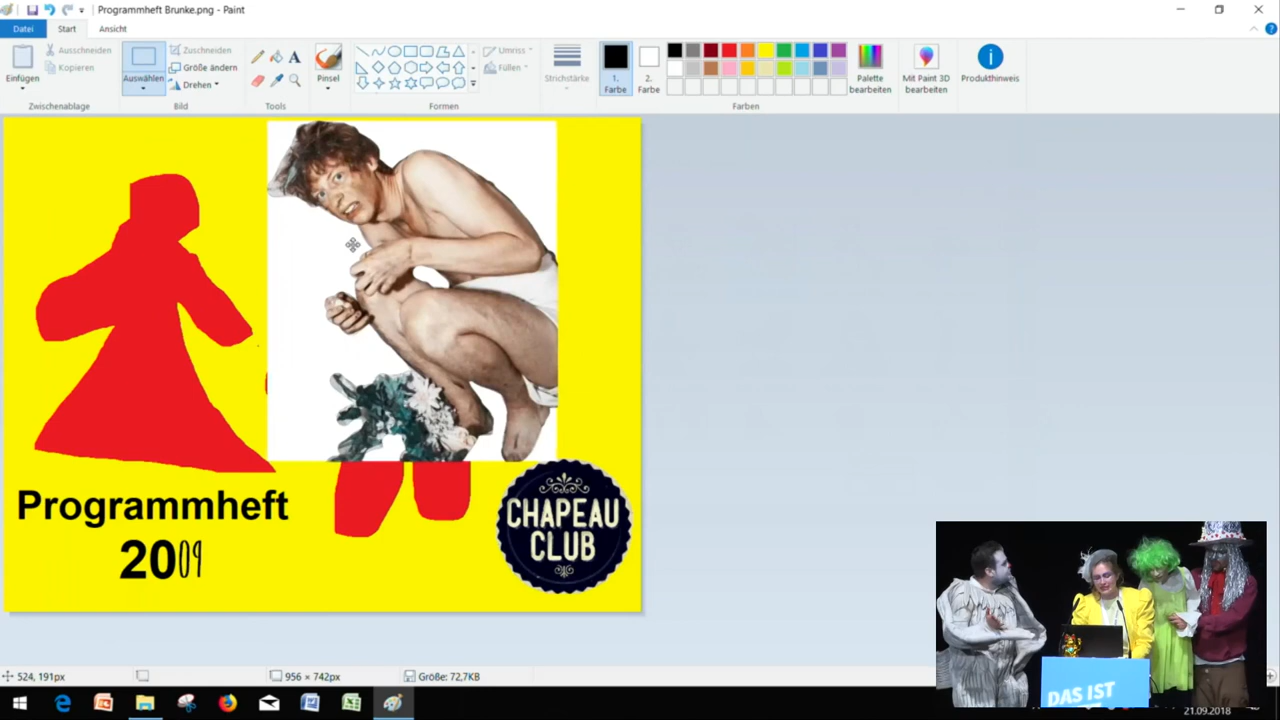 Programmheft Brunke.png - Paint
Datei Start Ansicht
Einfügen
Ausschneiden
Kopieren
Zwischenablage
Auswählen
Zuschneiden
Größe ändern
Drehen
Bild
A
Tools
Pinsel
Formen
Umriss
Füllen
Strichstärke
1. Farbe
2. Farbe
Palette bearbeiten
Farben
Mit Paint 3D bearbeiten
Produkthinweis
Programmheft
2009
CHAPEAU
CLUB
DAS IST
524, 191px
956 × 742px
Größe: 72,7KB
21.09.2018